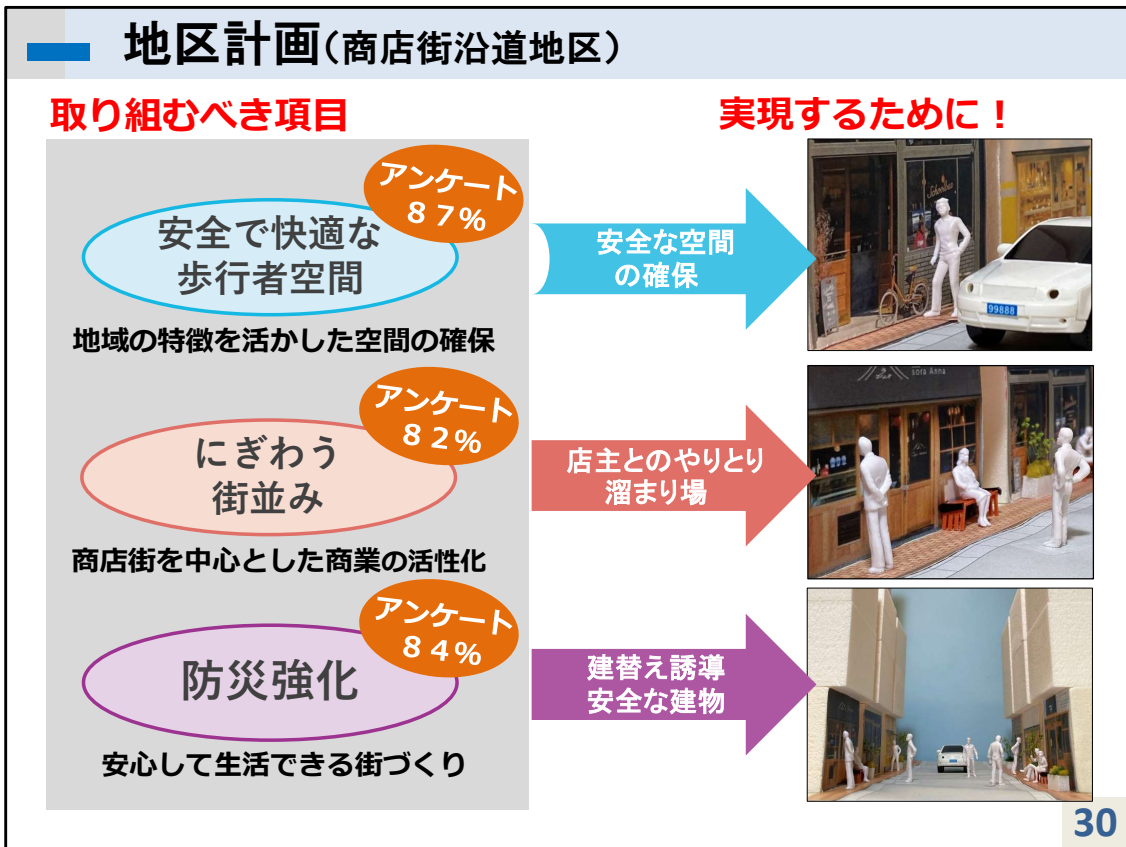 地区計画(商店街沿道地区)
取り組むべき項目
実現するために!
アンケート
87%
安全で快適な
歩行者空間
地域の特徴を活かした空間の確保
安全な空間
の確保
Schoolbus
99888
アンケート
82%
にぎわう
街並み
商店街を中心とした商業の活性化
店主とのやりとり
溜まり場
sora Anna
アンケート
84%
防災強化
安心して生活できる街づくり
建替え誘導
安全な建物
30